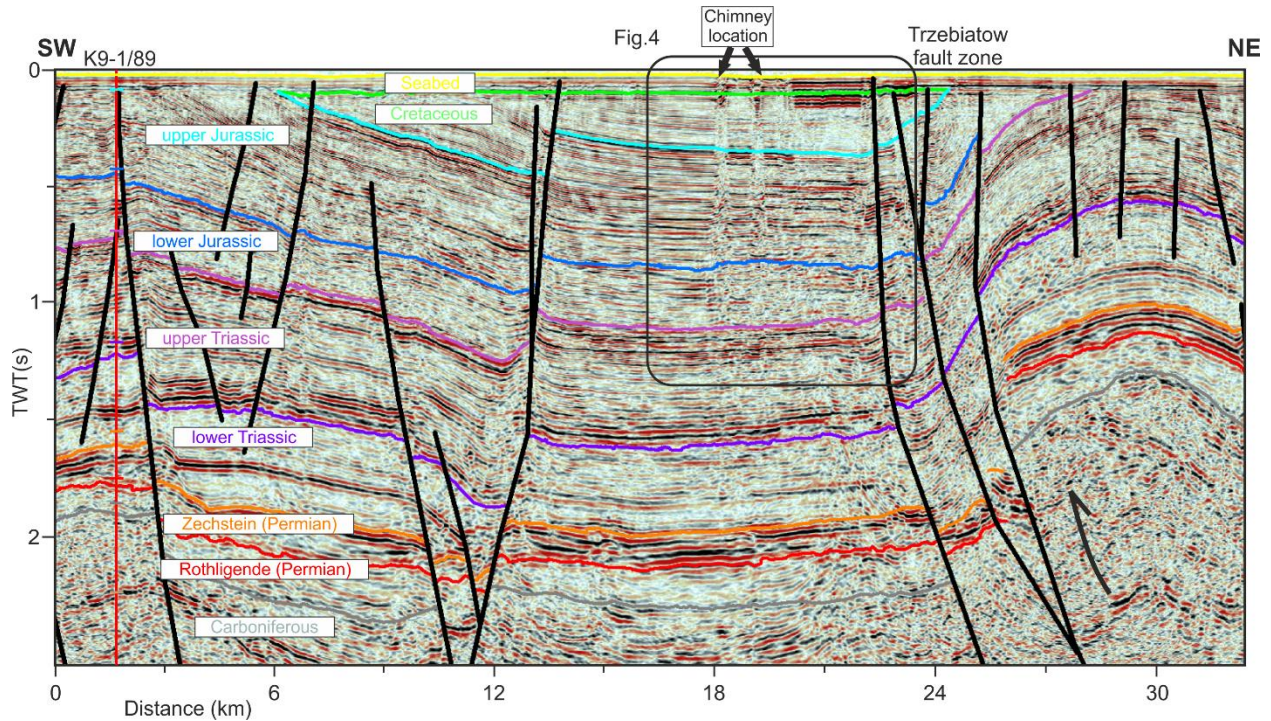 Chimney
location
Fig.4
Trzebiatow
fault zone
SW
K9-1/89
NE
0
Seabed
Cretaceous
upper Jurassic
lower Jurassic
1
upper Triassic
TWT(s)
lower Triassic
Zechstein (Permian)
2
Rothligende (Permian)
Carboniferous
0
6
12
18
24
30
Distance (km)